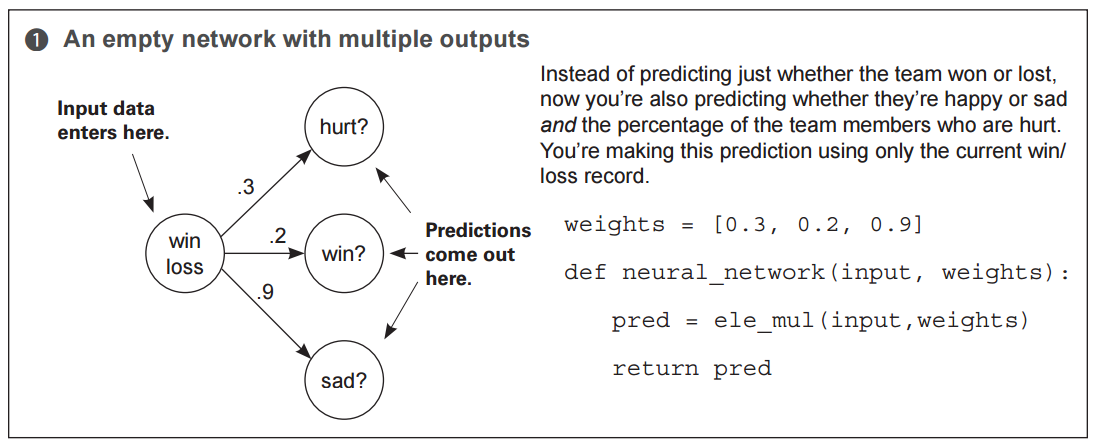 1 An empty network with multiple outputs
Input data
enters here.
hurt?
.3
win
loss
.2
win?
.9
sad?
Predictions
come out
here.
Instead of predicting just whether the team won or lost,
now you’re also predicting whether they’re happy or sad
and the percentage of the team members who are hurt.
You’re making this prediction using only the current win/
loss record.
weights = [0.3, 0.2, 0.9]
def neural_network(input, weights):
pred = ele_mul(input,weights)
return pred